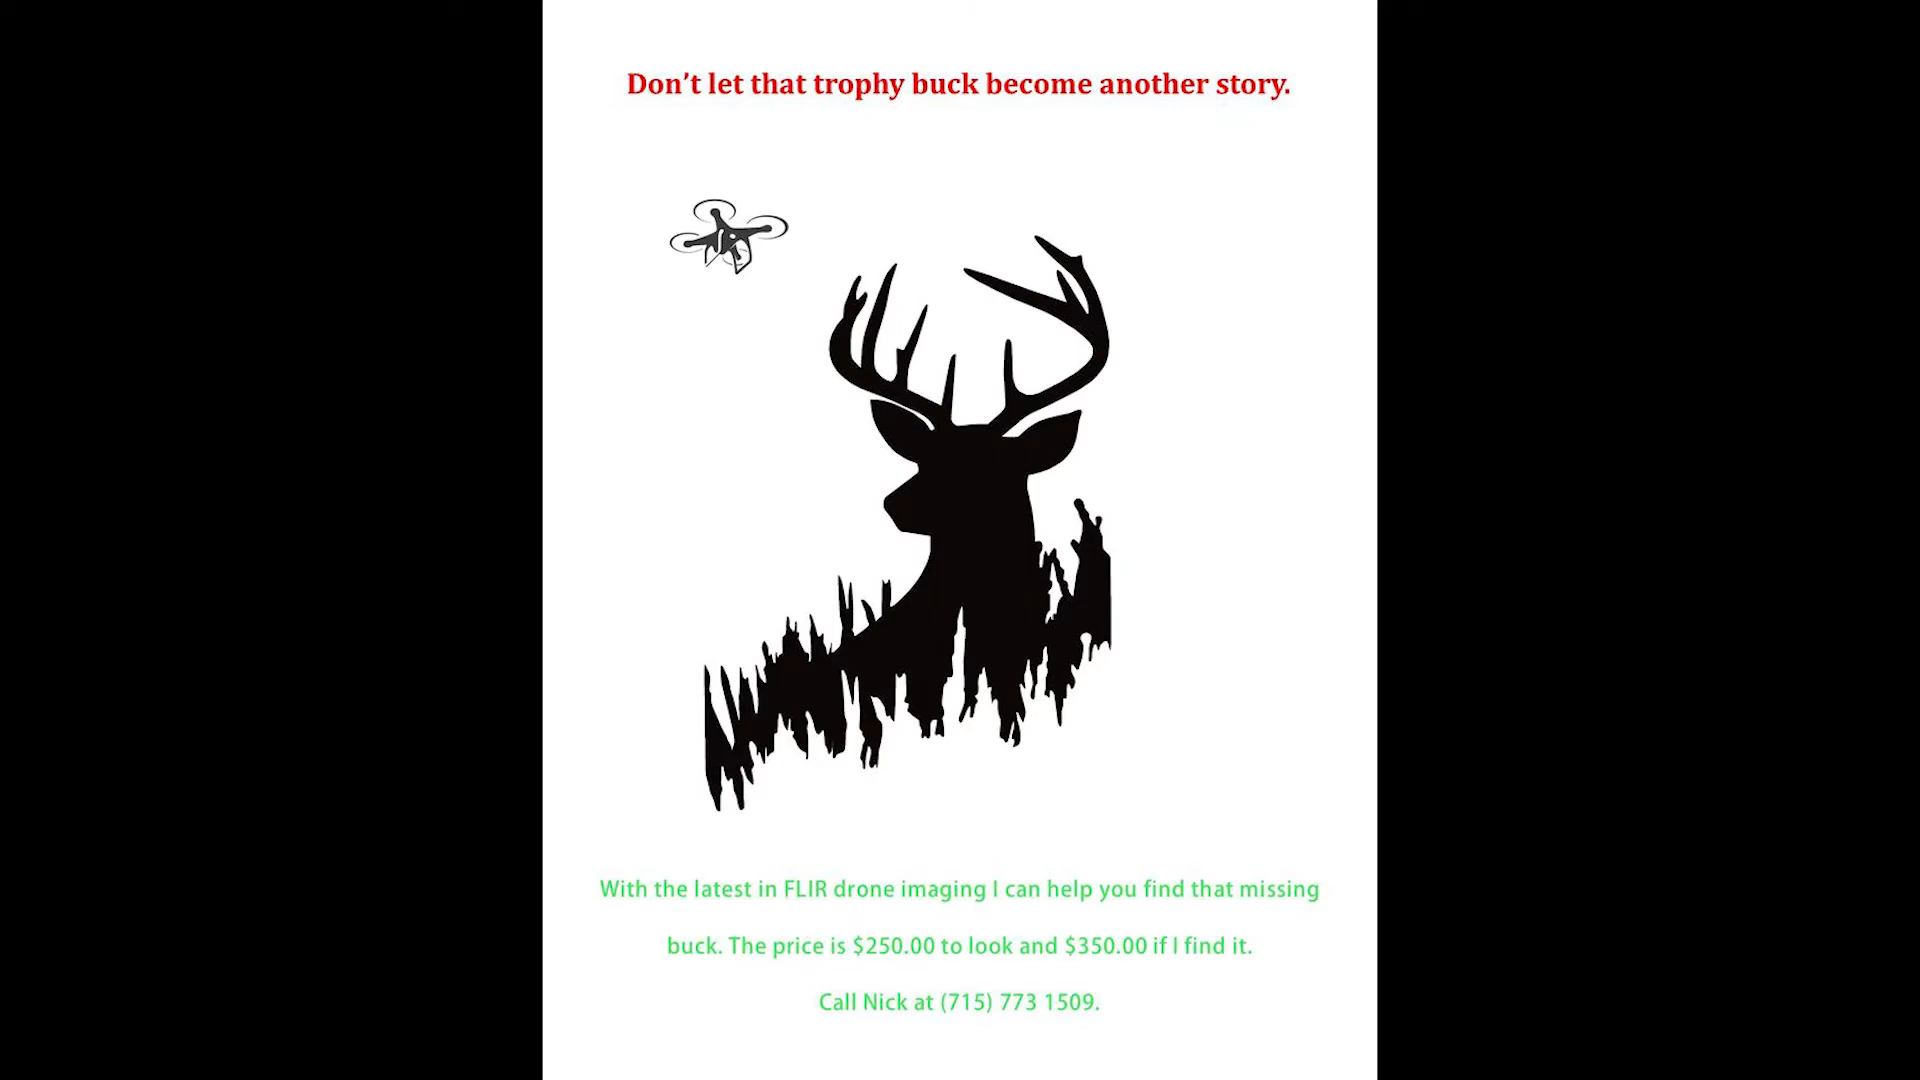 Don’t let that trophy buck become another story.
With the latest in FLIR drone imaging I can help you find that missing
buck. The price is $250.00 to look and $350.00 if I find it.
Call Nick at (715) 773 1509.